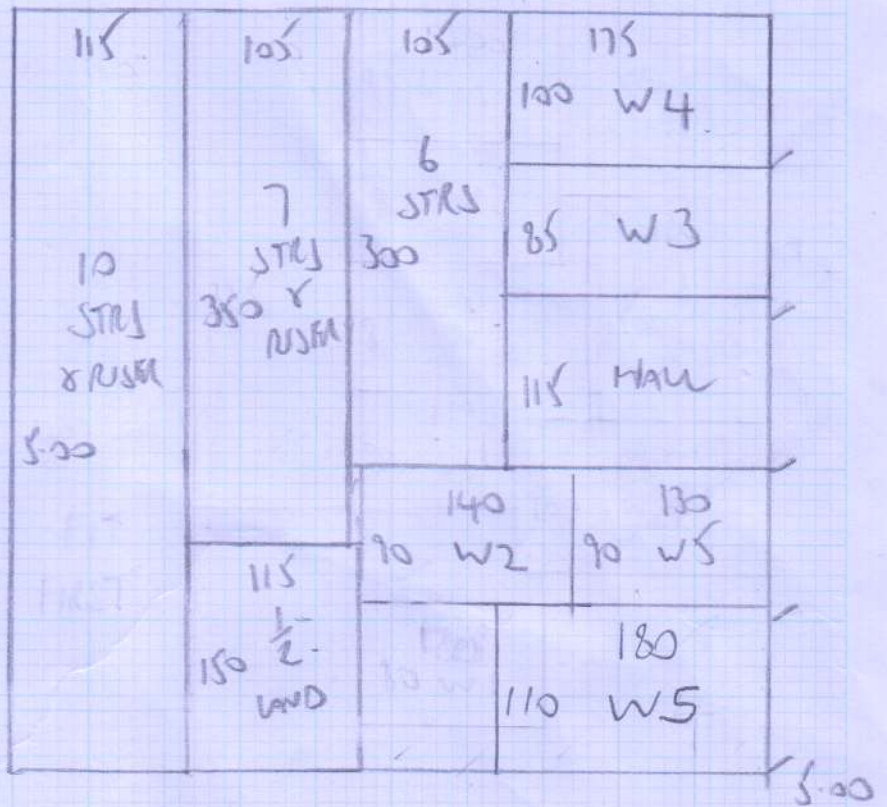 115
10
STRS
& RISER
5.00
105
7
STRS
350 &
RISER
115
150 1/2
LAND
105
6
STRS
300
175
100 W4
85 W3
115 HALL
140
90 W2
130
90 W5
180
110 W5
5.00